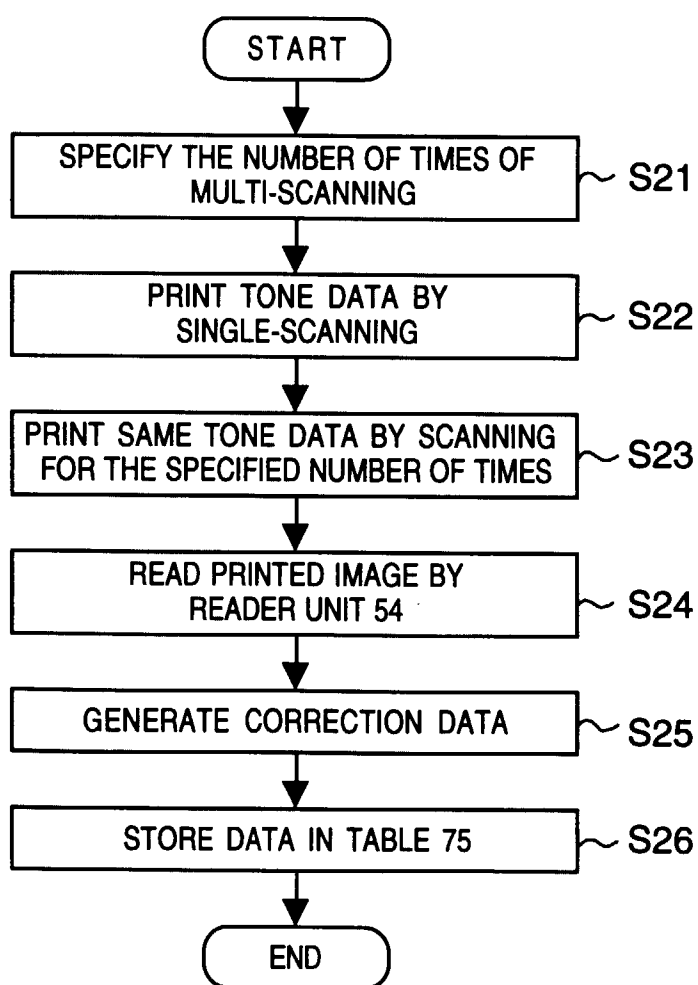 START
SPECIFY THE NUMBER OF TIMES OF
MULTI-SCANNING
S21
PRINT TONE DATA BY
SINGLE-SCANNING
S22
PRINT SAME TONE DATA BY SCANNING
FOR THE SPECIFIED NUMBER OF TIMES
S23
READ PRINTED IMAGE BY
READER UNIT 54
S24
GENERATE CORRECTION DATA
S25
STORE DATA IN TABLE 75
S26
END